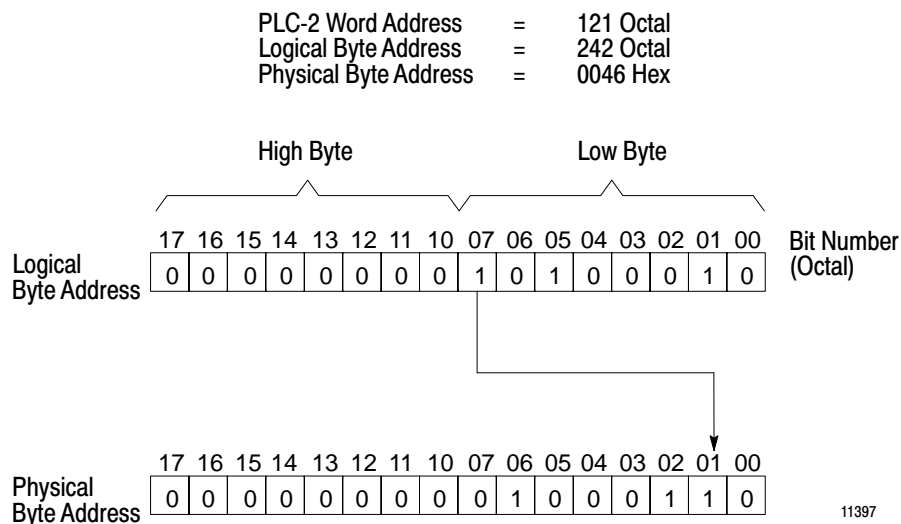 PLC-2 Word Address = 121 Octal
Logical Byte Address = 242 Octal
Physical Byte Address = 0046 Hex
High Byte Low Byte
17 16 15 14 13 12 11 10 07 06 05 04 03 02 01 00 Bit Number
(Octal)
Logical
Byte Address
0 0 0 0 0 0 0 0 1 0 1 0 0 0 1 0
17 16 15 14 13 12 11 10 07 06 05 04 03 02 01 00
Physical
Byte Address
0 0 0 0 0 0 0 0 0 1 0 0 0 1 1 0
11397